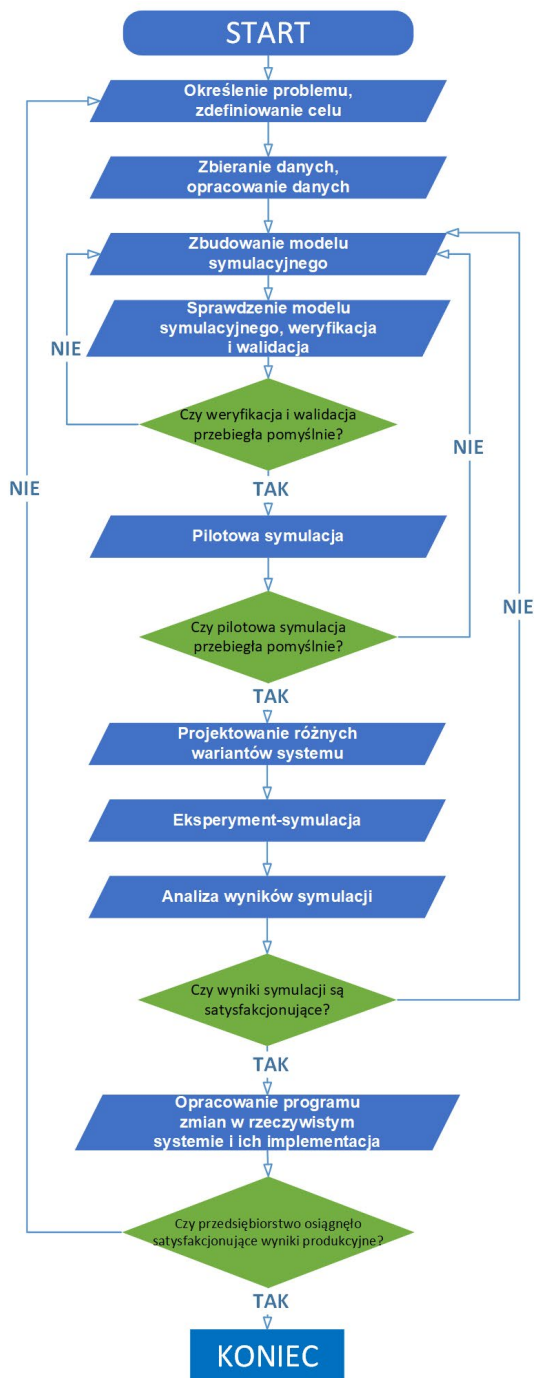 START
Określenie problemu,
zdefiniowanie celu
Zbieranie danych,
opracowanie danych
Zbudowanie modelu
symulacyjnego
Sprawdzenie modelu
symulacyjnego, weryfikacja
i walidacja
NIE
Czy weryfikacja i walidacja
przebiegła pomyślnie?
NIE
NIE
TAK
Pilotowa symulacja
NIE
Czy pilotowa symulacja
przebiegła pomyślnie?
TAK
Projektowanie różnych
wariantów systemu
Eksperyment-symulacja
Analiza wyników symulacji
Czy wyniki symulacji są
satysfakcjonujące?
TAK
Opracowanie programu
zmian w rzeczywistym
systemie i ich implementacja
Czy przedsiębiorstwo osiągnęło
satysfakcjonujące wyniki produkcyjne?
TAK
KONIEC